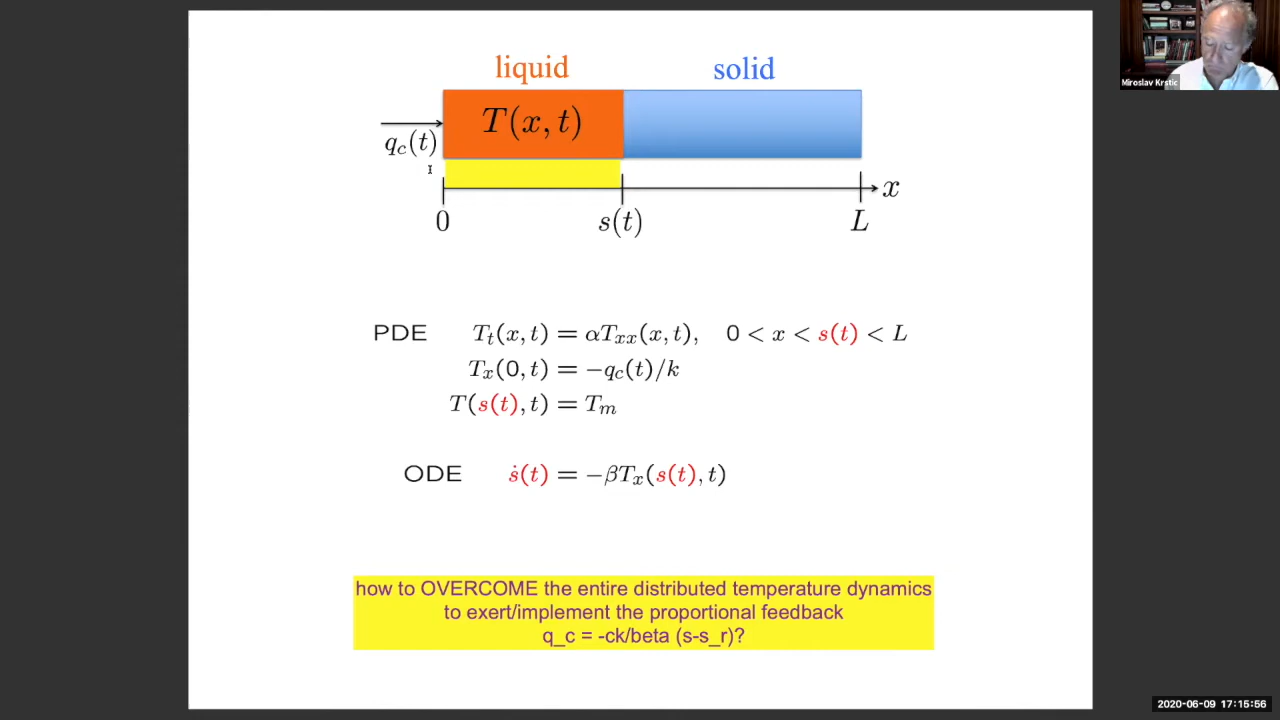 liquid solid
Miroslav Krstic
T(x, t)
q_c(t)
x
0 s(t) L
PDE T_t(x, t) = αT_{xx}(x, t), 0 < x < s(t) < L
T_x(0, t) = −q_c(t)/k
T(s(t), t) = T_m
ODE ṡ(t) = −βT_x(s(t), t)
how to OVERCOME the entire distributed temperature dynamics
to exert/implement the proportional feedback
q_c = -ck/beta (s-s_r)?
2020-06-09 17:15:56